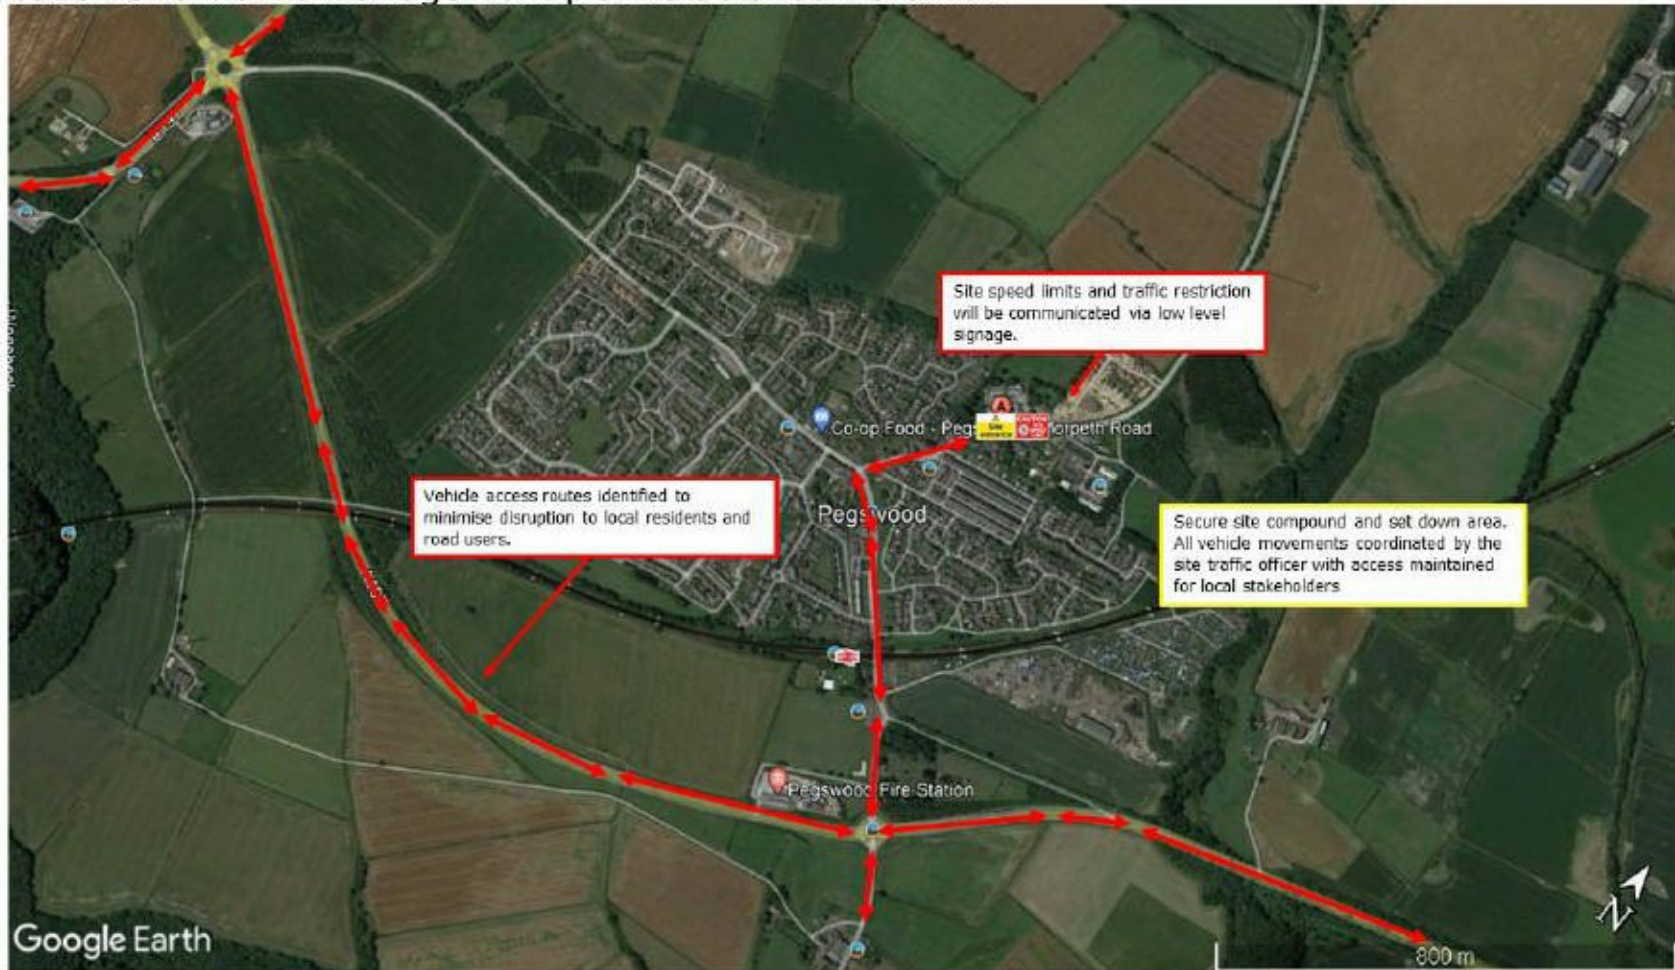 Site speed limits and traffic restriction
will be communicated via low level
signage.
A
Site
Co-op Food - Pegs
orpeth Road
Vehicle access routes identified to
minimise disruption to local residents and
road users.
Pegswood
Secure site compound and set down area.
All vehicle movements coordinated by the
site traffic officer with access maintained
for local stakeholders
Pegswood Fire Station
N
Google Earth
800 m